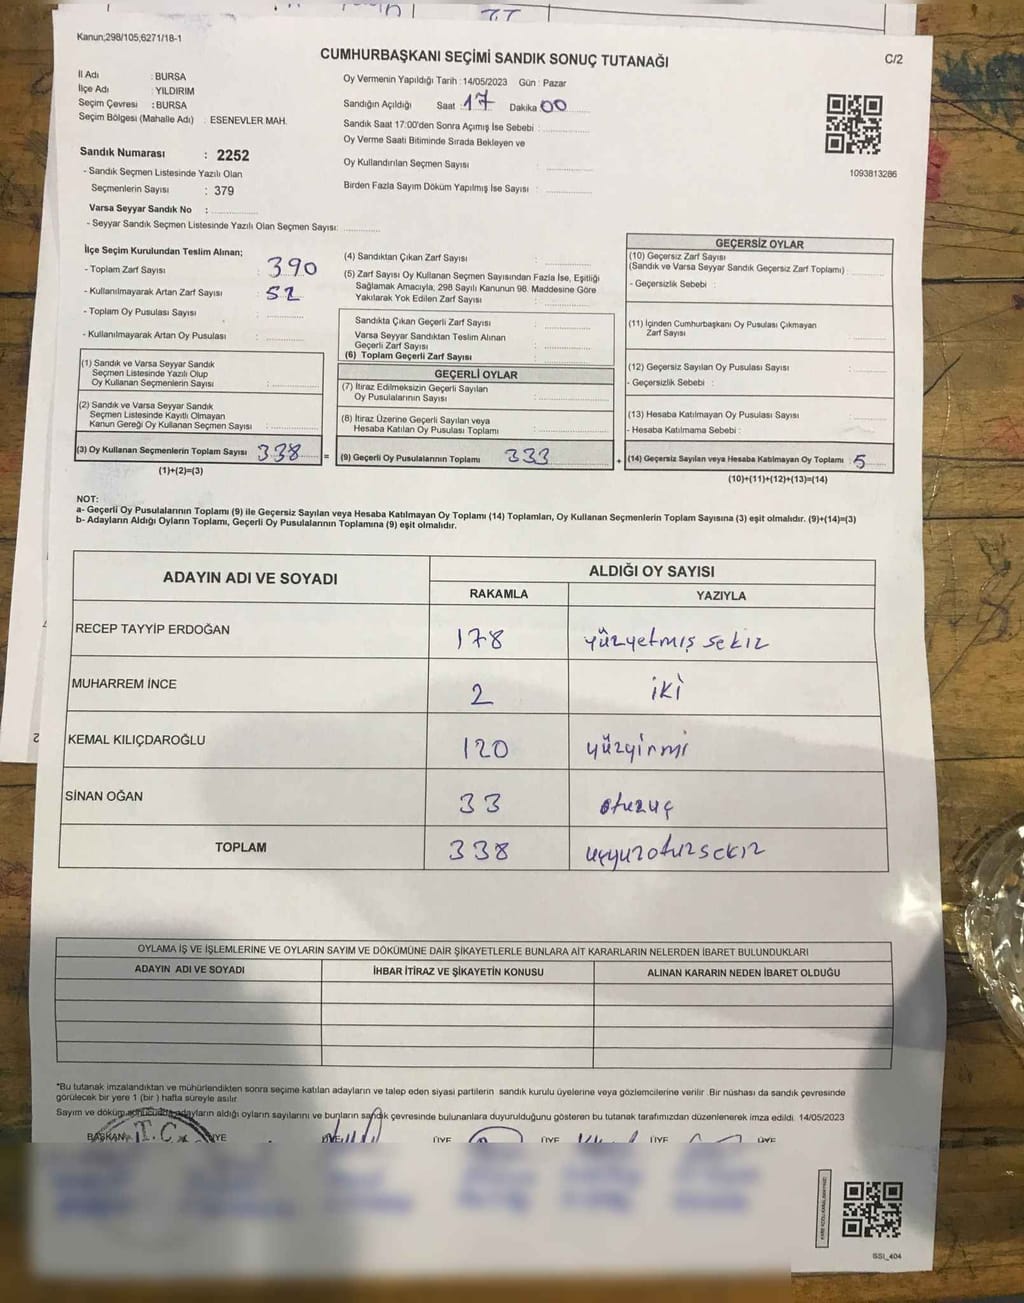 Kanun,298/105,6271/18-1
CUMHURBAŞKANI SEÇİMİ SANDIK SONUÇ TUTANAĞI
C/2
İl Adı : BURSA
İlçe Adı : YILDIRIM
Seçim Çevresi : BURSA
Seçim Bölgesi (Mahalle Adı) : ESENEVLER MAH.
Sandık Numarası : 2252
- Sandık Seçmen Listesinde Yazılı Olan
Seçmenlerin Sayısı : 379
Varsa Seyyar Sandık No :
- Seyyar Sandık Seçmen Listesinde Yazılı Olan Seçmen Sayısı:
Oy Vermenin Yapıldığı Tarih :14/05/2023 Gün : Pazar
Sandığın Açıldığı Saat :17 Dakika 00
Sandık Saat 17:00'den Sonra Açımış İse Sebebi :
Oy Verme Saati Bitiminde Sırada Bekleyen ve
Oy Kullandırılan Seçmen Sayısı :
Birden Fazla Sayım Döküm Yapılmış İse Sayısı :
1093813286
İlçe Seçim Kurulundan Teslim Alınan;
- Toplam Zarf Sayısı : 390
- Kullanılmayarak Artan Zarf Sayısı : 52
- Toplam Oy Pusulası Sayısı :
- Kullanılmayarak Artan Oy Pusulası :
(1) Sandık ve Varsa Seyyar Sandık
Seçmen Listesinde Yazılı Olup
Oy Kullanan Seçmenlerin Sayısı :
(2) Sandık ve Varsa Seyyar Sandık
Seçmen Listesinde Kayıtlı Olmayan
Kanun Gereği Oy Kullanan Seçmen Sayısı :
(3) Oy Kullanan Seçmenlerin Toplam Sayısı : 338 =
(1)+(2)=(3)
(4) Sandıktan Çıkan Zarf Sayısı :
(5) Zarf Sayısı Oy Kullanan Seçmen Sayısından Fazla İse, Eşitliği
Sağlamak Amacıyla, 298 Sayılı Kanunun 98. Maddesine Göre
Yakılarak Yok Edilen Zarf Sayısı :
Sandıkta Çıkan Geçerli Zarf Sayısı :
Varsa Seyyar Sandıktan Teslim Alınan
Geçerli Zarf Sayısı :
(6) Toplam Geçerli Zarf Sayısı :
GEÇERLİ OYLAR
(7) İtiraz Edilmeksizin Geçerli Sayılan
Oy Pusulalarının Sayısı :
(8) İtiraz Üzerine Geçerli Sayılan veya
Hesaba Katılan Oy Pusulası Toplamı :
(9) Geçerli Oy Pusulalarının Toplamı : 333 +
GEÇERSİZ OYLAR
(10) Geçersiz Zarf Sayısı
(Sandık ve Varsa Seyyar Sandık Geçersiz Zarf Toplamı) :
- Geçersizlik Sebebi :
(11) İçinden Cumhurbaşkanı Oy Pusulası Çıkmayan
Zarf Sayısı :
(12) Geçersiz Sayılan Oy Pusulası Sayısı :
- Geçersizlik Sebebi :
(13) Hesaba Katılmayan Oy Pusulası Sayısı :
- Hesaba Katılmama Sebebi :
(14) Geçersiz Sayılan veya Hesaba Katılmayan Oy Toplamı : 5
(10)+(11)+(12)+(13)=(14)
NOT:
a- Geçerli Oy Pusulalarının Toplamı (9) ile Geçersiz Sayılan veya Hesaba Katılmayan Oy Toplamı (14) Toplamları, Oy Kullanan Seçmenlerin Toplam Sayısına (3) eşit olmalıdır. (9)+(14)=(3)
b- Adayların Aldığı Oyların Toplamı, Geçerli Oy Pusulalarının Toplamına (9) eşit olmalıdır.
ADAYIN ADI VE SOYADI ALDIĞI OY SAYISI
RAKAMLA YAZIYLA
RECEP TAYYİP ERDOĞAN 178 yüzyetmiş sekiz
MUHARREM İNCE 2 iki
KEMAL KILIÇDAROĞLU 120 yüzyirmi
SİNAN OĞAN 33 otuzuç
TOPLAM 338 uçyuzotuzsekız
OYLAMA İŞ VE İŞLEMLERİNE VE OYLARIN SAYIM VE DÖKÜMÜNE DAİR ŞİKAYETLERLE BUNLARA AİT KARARLARIN NELERDEN İBARET BULUNDUKLARI
ADAYIN ADI VE SOYADI İHBAR İTİRAZ VE ŞİKAYETİN KONUSU ALINAN KARARIN NEDEN İBARET OLDUĞU
*Bu tutanak imzalandıktan ve mühürlendikten sonra seçime katılan adayların ve talep eden siyasi partilerin sandık kurulu üyelerine veya gözlemcilerine verilir .Bir nüshası da sandık çevresinde
görülecek bir yere 1 (bir ) hafta süreyle asılır.
Sayım ve döküm sonucunda adayların aldığı oyların sayılarını ve bunların sandık çevresinde bulunanlara duyurulduğunu gösteren bu tutanak tarafımızdan düzenlenerek imza edildi. 14/05/2023
BAŞKAN T.C. ÜYE ÜYE ÜYE ÜYE ÜYE ÜYE
SSI_404